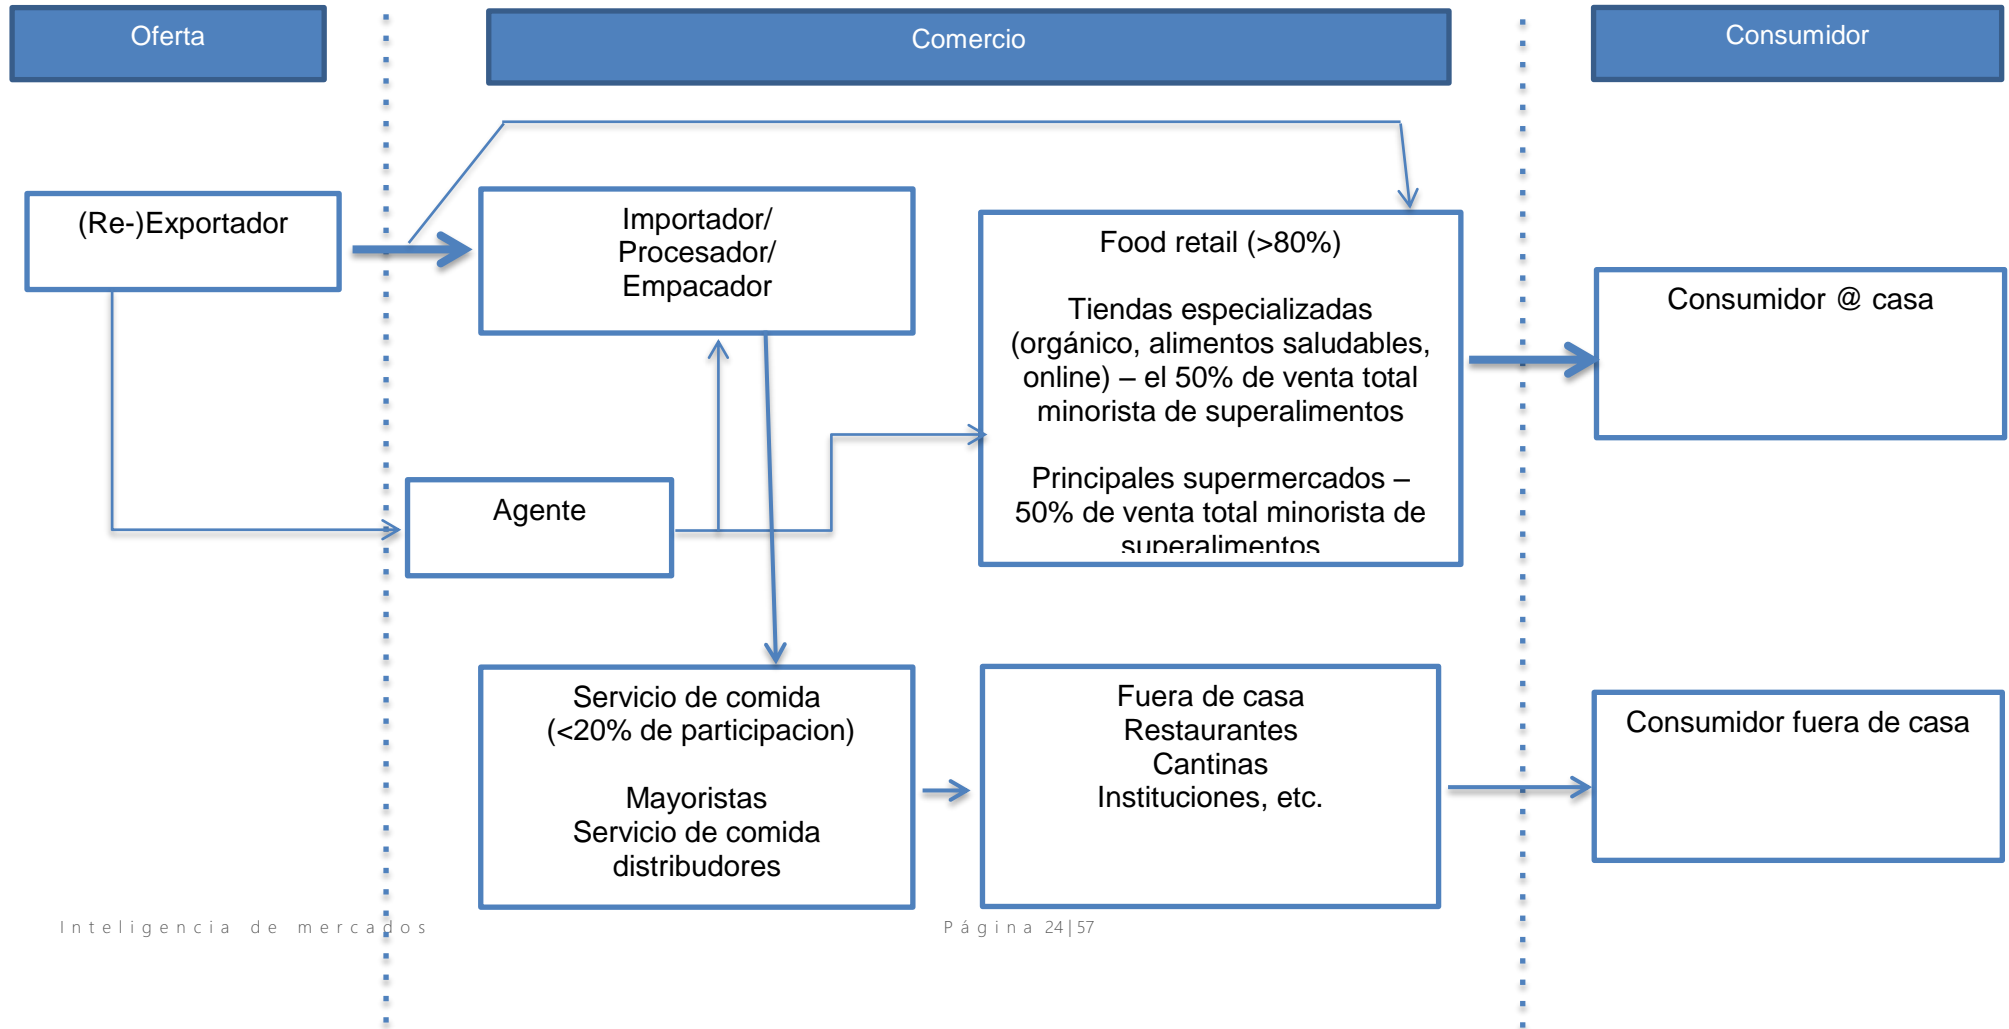 Oferta
Comercio
Consumidor
(Re-)Exportador
Importador/
Procesador/
Empacador
Food retail (>80%)
Tiendas especializadas
(orgánico, alimentos saludables,
online) – el 50% de venta total
minorista de superalimentos
Principales supermercados –
50% de venta total minorista de
superalimentos
Consumidor @ casa
Agente
Servicio de comida
(<20% de participacion)
Mayoristas
Servicio de comida
distribudores
Fuera de casa
Restaurantes
Cantinas
Instituciones, etc.
Consumidor fuera de casa
Inteligencia de mercados
Página 24|57